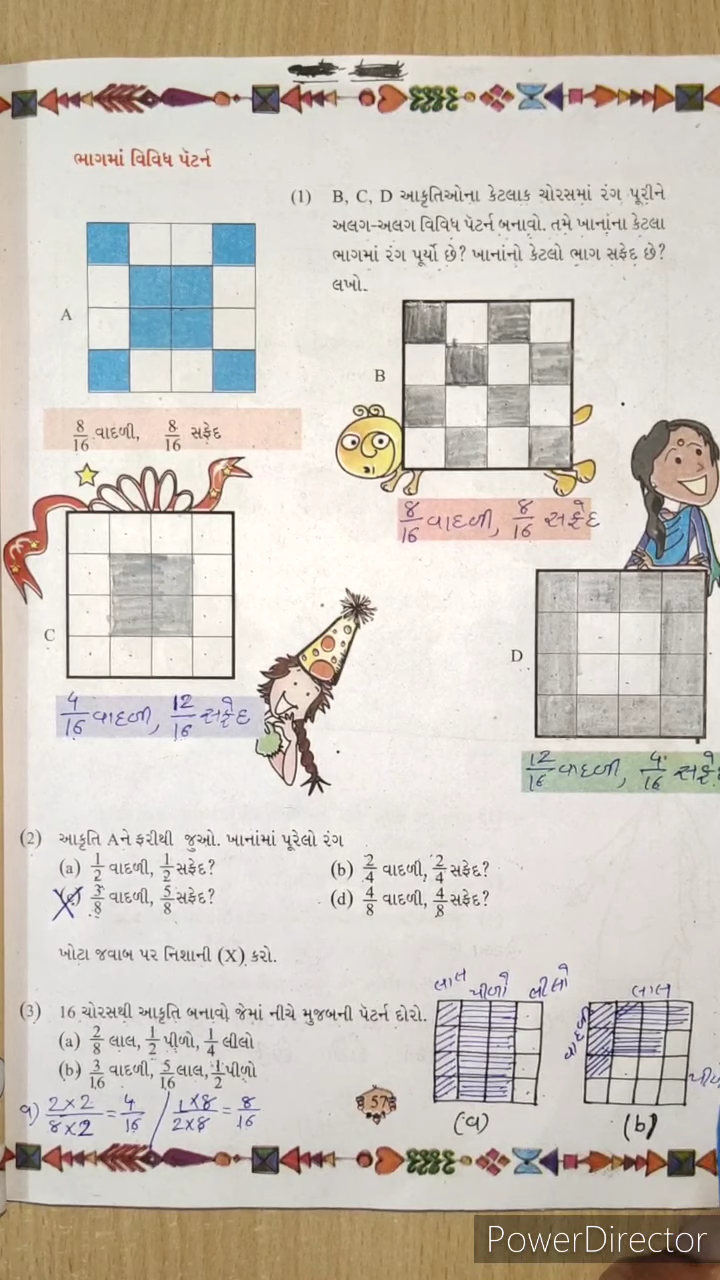 ભાગમાં વિવિધ પૅટર્ન
(1) B, C, D આકૃતિઓના કેટલાક ચોરસમાં રંગ પૂરીને
અલગ-અલગ વિવિધ પૅટર્ન બનાવો. તમે ખાનાંના કેટલા
ભાગમાં રંગ પૂર્યો છે? ખાનાંનો કેટલો ભાગ સફેદ છે?
લખો.
A
B
8/16 વાદળી, 8/16 સફેદ
8/16 વાદળી, 8/16 સફેદ
C
D
4/16 વાદળી, 12/16 સફેદ
12/16 વાદળી, 4/16 સફેદ
(2) આકૃતિ Aને ફરીથી જુઓ. ખાનાંમાં પૂરેલો રંગ
(a) 1/2 વાદળી, 1/2 સફેદ? (b) 2/4 વાદળી, 2/4 સફેદ?
(c) 3/8 વાદળી, 5/8 સફેદ? (d) 4/8 વાદળી, 4/8 સફેદ?
ખોટા જવાબ પર નિશાની (X) કરો.
લાલ પીળો લીલો લાલ
(3) 16 ચોરસથી આકૃતિ બનાવો જેમાં નીચે મુજબની પૅટર્ન દોરો.
(a) 2/8 લાલ, 1/2 પીળો, 1/4 લીલો
વાદળી
(b) 3/16 વાદળી, 5/16 લાલ, 1/2 પીળો
a) 2×2/8×2 = 4/16 / 1×8/2×8 = 8/16
57
(a) (b)
PowerDirector